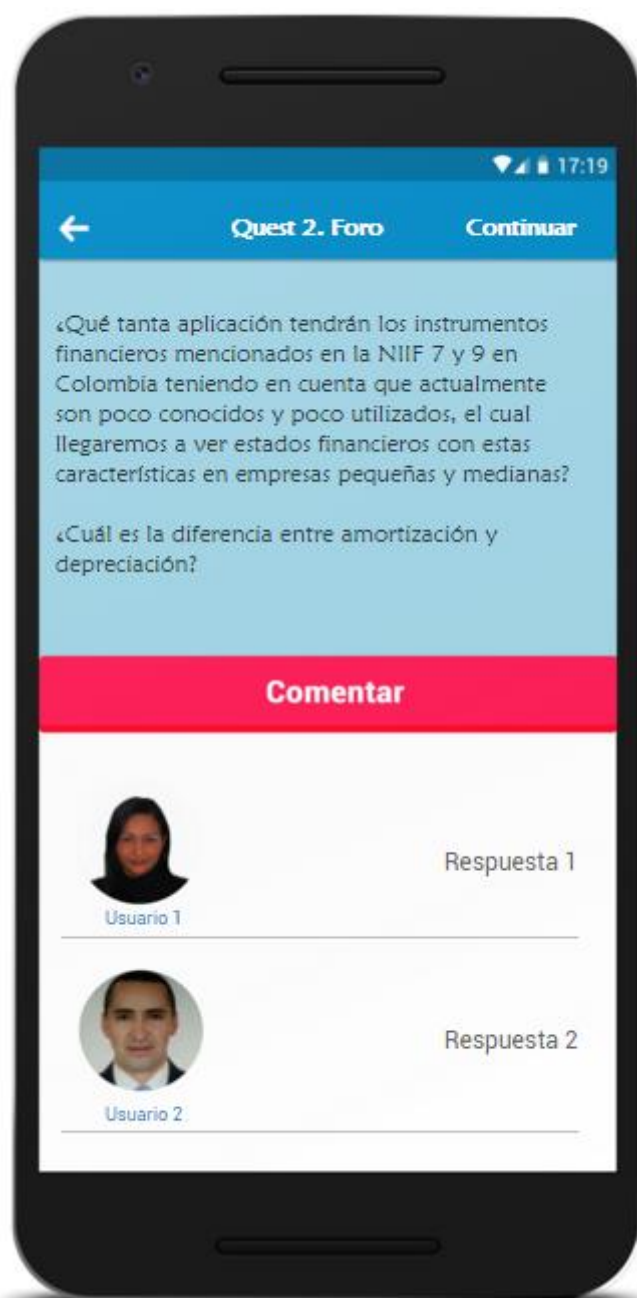 17:19
Quest 2. Foro
Continuar
¿Qué tanta aplicación tendrán los instrumentos
financieros mencionados en la NIIF 7 y 9 en
Colombia teniendo en cuenta que actualmente
son poco conocidos y poco utilizados, el cual
llegaremos a ver estados financieros con estas
características en empresas pequeñas y medianas?
¿Cuál es la diferencia entre amortización y
depreciación?
Comentar
Respuesta 1
Usuario 1
Respuesta 2
Usuario 2